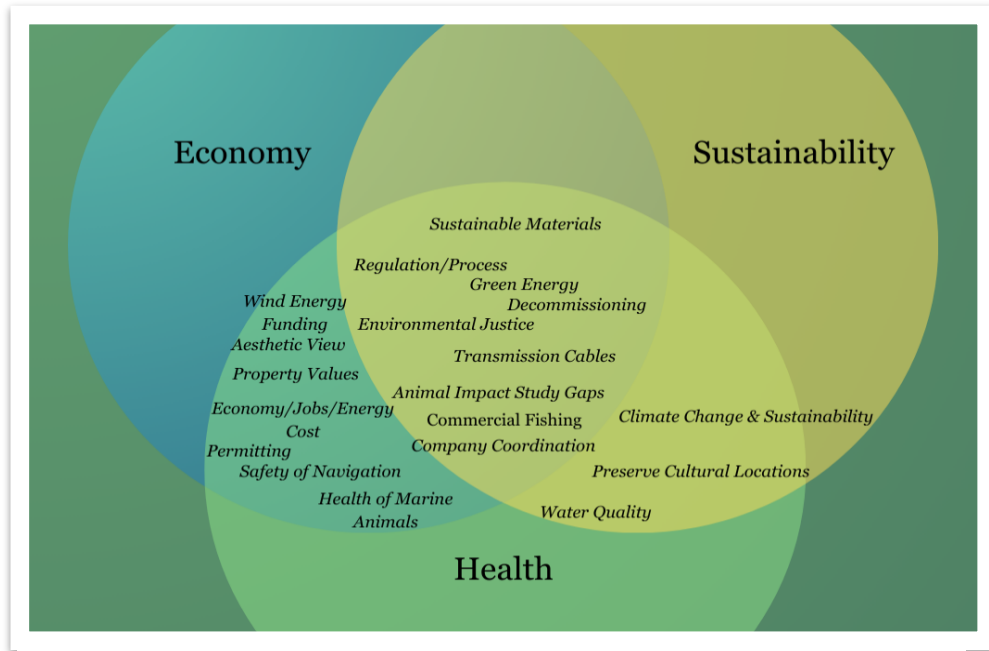 Economy
Sustainability
Sustainable Materials
Regulation/Process
Green Energy
Wind Energy
Decommissioning
Funding
Environmental Justice
Aesthetic View
Transmission Cables
Property Values
Animal Impact Study Gaps
Economy/Jobs/Energy
Cost
Commercial Fishing
Climate Change & Sustainability
Company Coordination
Permitting
Safety of Navigation
Preserve Cultural Locations
Health of Marine
Animals
Water Quality
Health